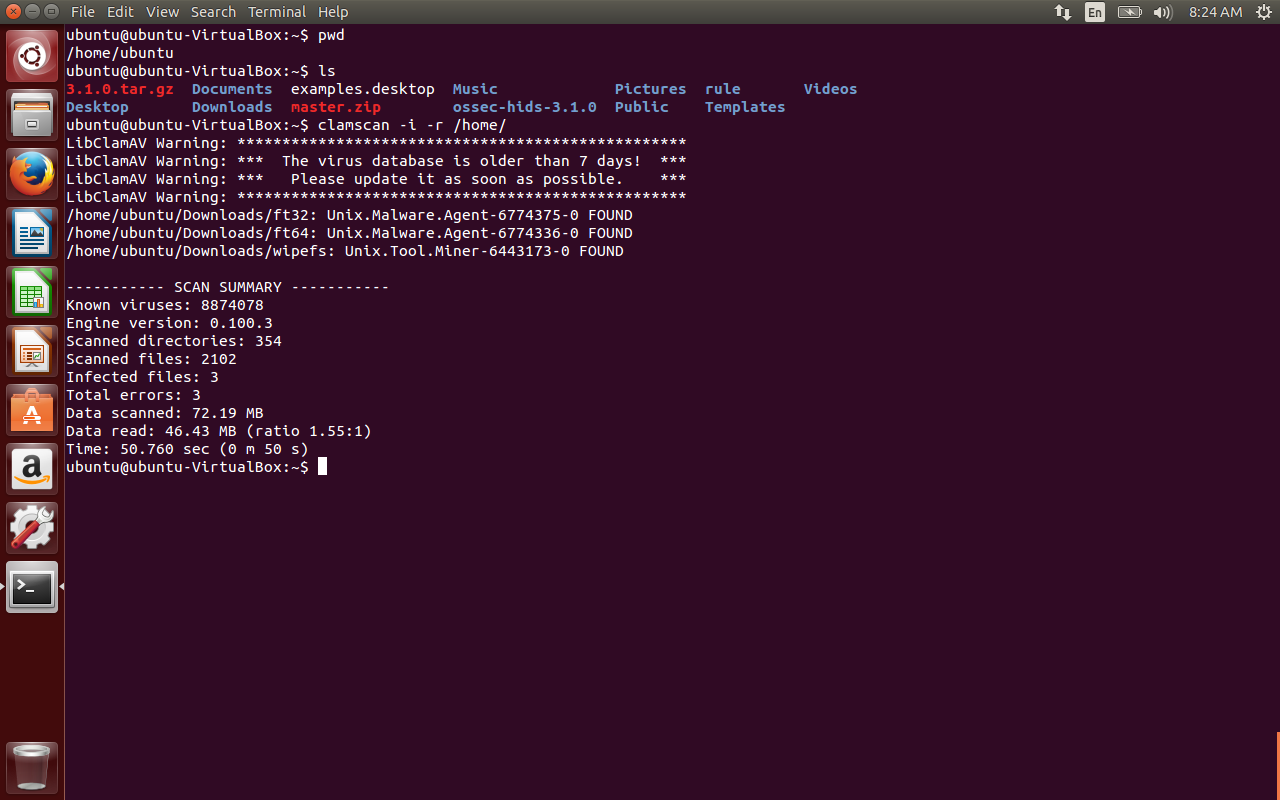 File Edit View Search Terminal Help En 8:24 AM
ubuntu@ubuntu-VirtualBox:~$ pwd
/home/ubuntu
ubuntu@ubuntu-VirtualBox:~$ ls
3.1.0.tar.gz  Documents  examples.desktop  Music             Pictures  rule       Videos
Desktop       Downloads  master.zip        ossec-hids-3.1.0  Public    Templates
ubuntu@ubuntu-VirtualBox:~$ clamscan -i -r /home/
LibClamAV Warning: **************************************************
LibClamAV Warning: ***  The virus database is older than 7 days!  ***
LibClamAV Warning: ***   Please update it as soon as possible.    ***
LibClamAV Warning: **************************************************
/home/ubuntu/Downloads/ft32: Unix.Malware.Agent-6774375-0 FOUND
/home/ubuntu/Downloads/ft64: Unix.Malware.Agent-6774336-0 FOUND
/home/ubuntu/Downloads/wipefs: Unix.Tool.Miner-6443173-0 FOUND

----------- SCAN SUMMARY -----------
Known viruses: 8874078
Engine version: 0.100.3
Scanned directories: 354
Scanned files: 2102
Infected files: 3
Total errors: 3
Data scanned: 72.19 MB
Data read: 46.43 MB (ratio 1.55:1)
Time: 50.760 sec (0 m 50 s)
ubuntu@ubuntu-VirtualBox:~$